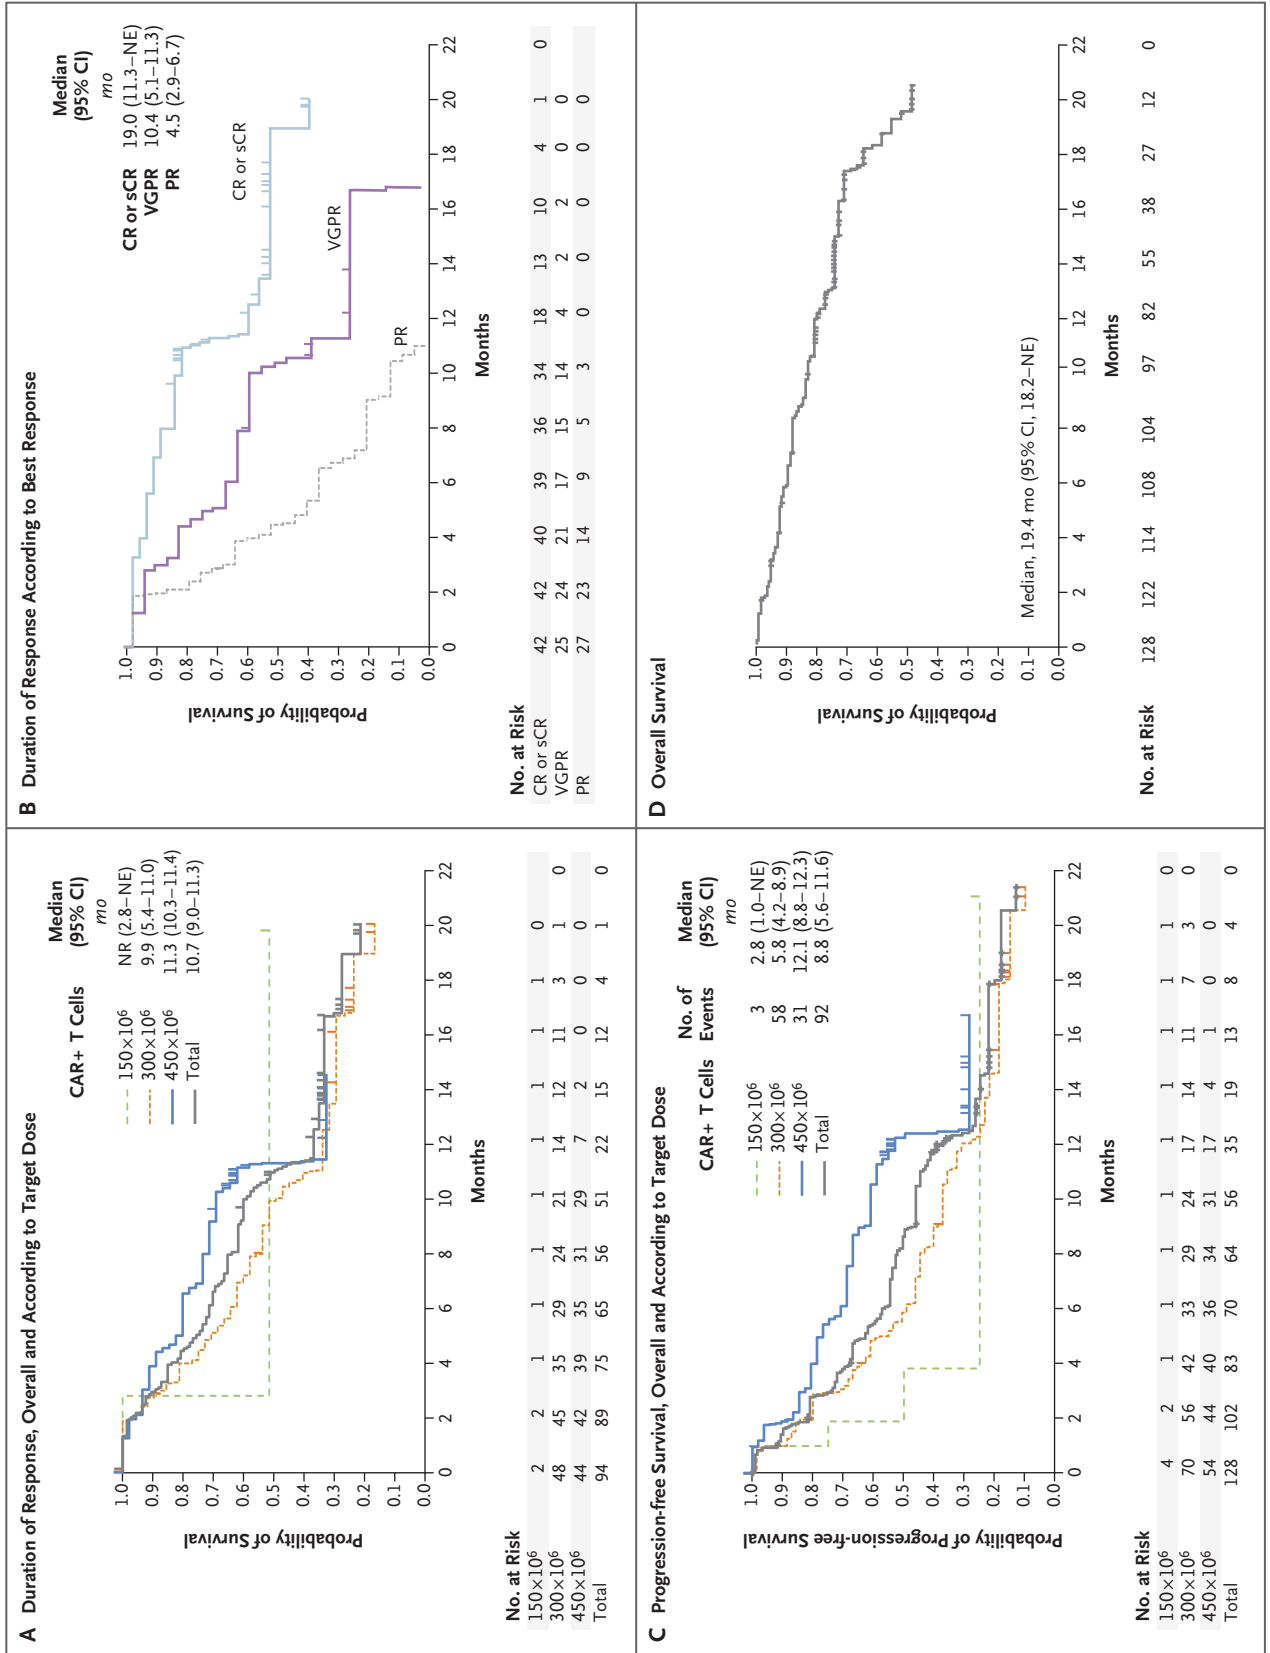 A Duration of Response, Overall and According to Target Dose
Probability of Survival
1.0
0.9
0.8
0.7
0.6
0.5
0.4
0.3
0.2
0.1
0.0
0 2 4 6 8 10 12 14 16 18 20 22
Months
CAR+ T Cells Median (95% CI)
mo
150×10⁶ NR (2.8–NE)
300×10⁶ 9.9 (5.4–11.0)
450×10⁶ 11.3 (10.3–11.4)
Total 10.7 (9.0–11.3)
No. at Risk
150×10⁶ 2 2 1 1 1 1 1 1 1 1 0
300×10⁶ 48 45 35 29 24 21 14 12 11 3 1 0
450×10⁶ 44 42 39 35 31 29 7 2 0 0 0
Total 94 89 75 65 56 51 22 15 12 4 1 0
B Duration of Response According to Best Response
Probability of Survival
1.0
0.9
0.8
0.7
0.6
0.5
0.4
0.3
0.2
0.1
0.0
0 2 4 6 8 10 12 14 16 18 20 22
Months
Median (95% CI)
mo
CR or sCR 19.0 (11.3–NE)
VGPR 10.4 (5.1–11.3)
PR 4.5 (2.9–6.7)
CR or sCR
VGPR
PR
No. at Risk
CR or sCR 42 42 40 39 36 34 18 13 10 4 1 0
VGPR 25 24 21 17 15 14 4 2 2 0 0
PR 27 23 14 9 5 3 0 0 0 0 0
C Progression-free Survival, Overall and According to Target Dose
Probability of Progression-free Survival
1.0
0.9
0.8
0.7
0.6
0.5
0.4
0.3
0.2
0.1
0.0
0 2 4 6 8 10 12 14 16 18 20 22
Months
CAR+ T Cells No. of Events Median (95% CI)
mo
150×10⁶ 3 2.8 (1.0–NE)
300×10⁶ 58 5.8 (4.2–8.9)
450×10⁶ 31 12.1 (8.8–12.3)
Total 92 8.8 (5.6–11.6)
No. at Risk
150×10⁶ 4 2 1 1 1 1 1 1 1 1 1 0
300×10⁶ 70 56 42 33 29 24 17 14 11 7 3 0
450×10⁶ 54 44 40 36 34 31 17 4 1 0 0 0
Total 128 102 83 70 64 56 35 19 13 8 4 0
D Overall Survival
Probability of Survival
1.0
0.9
0.8
0.7
0.6
0.5
0.4
0.3
0.2
0.1
0.0
0 2 4 6 8 10 12 14 16 18 20 22
Months
Median, 19.4 mo (95% CI, 18.2–NE)
No. at Risk 128 122 114 108 104 97 82 55 38 27 12 0